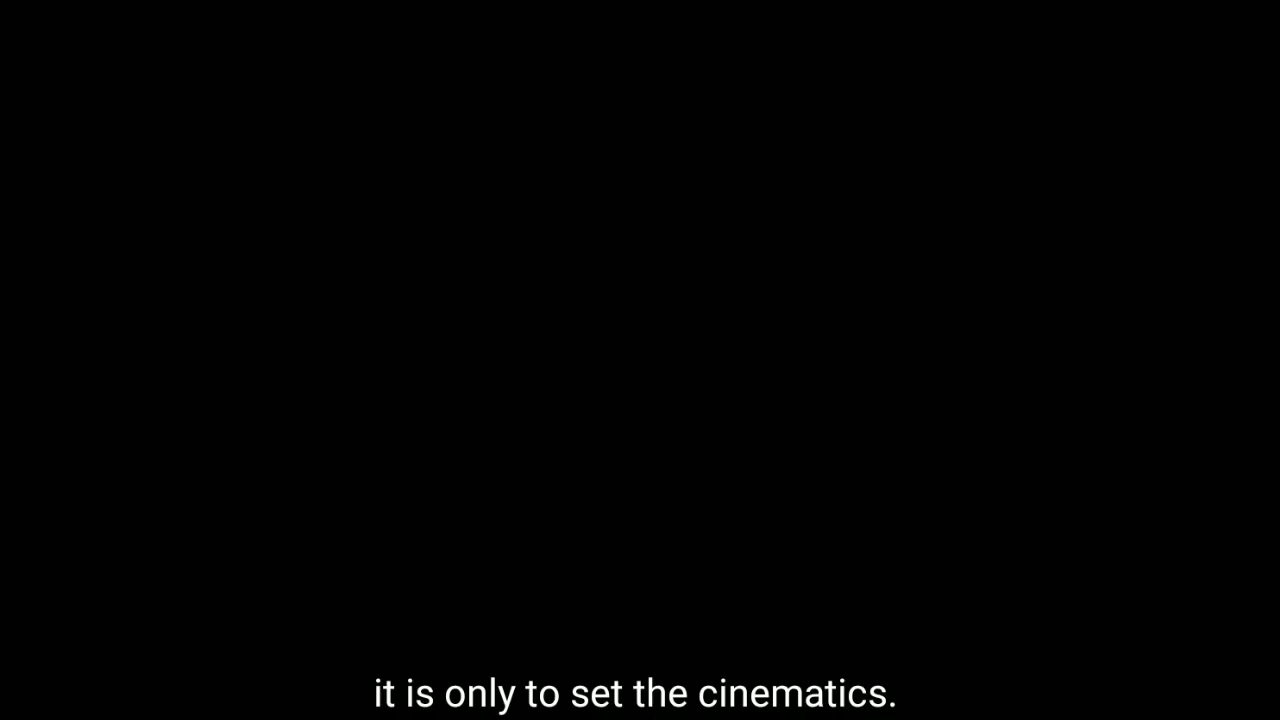 it is only to set the cinematics.